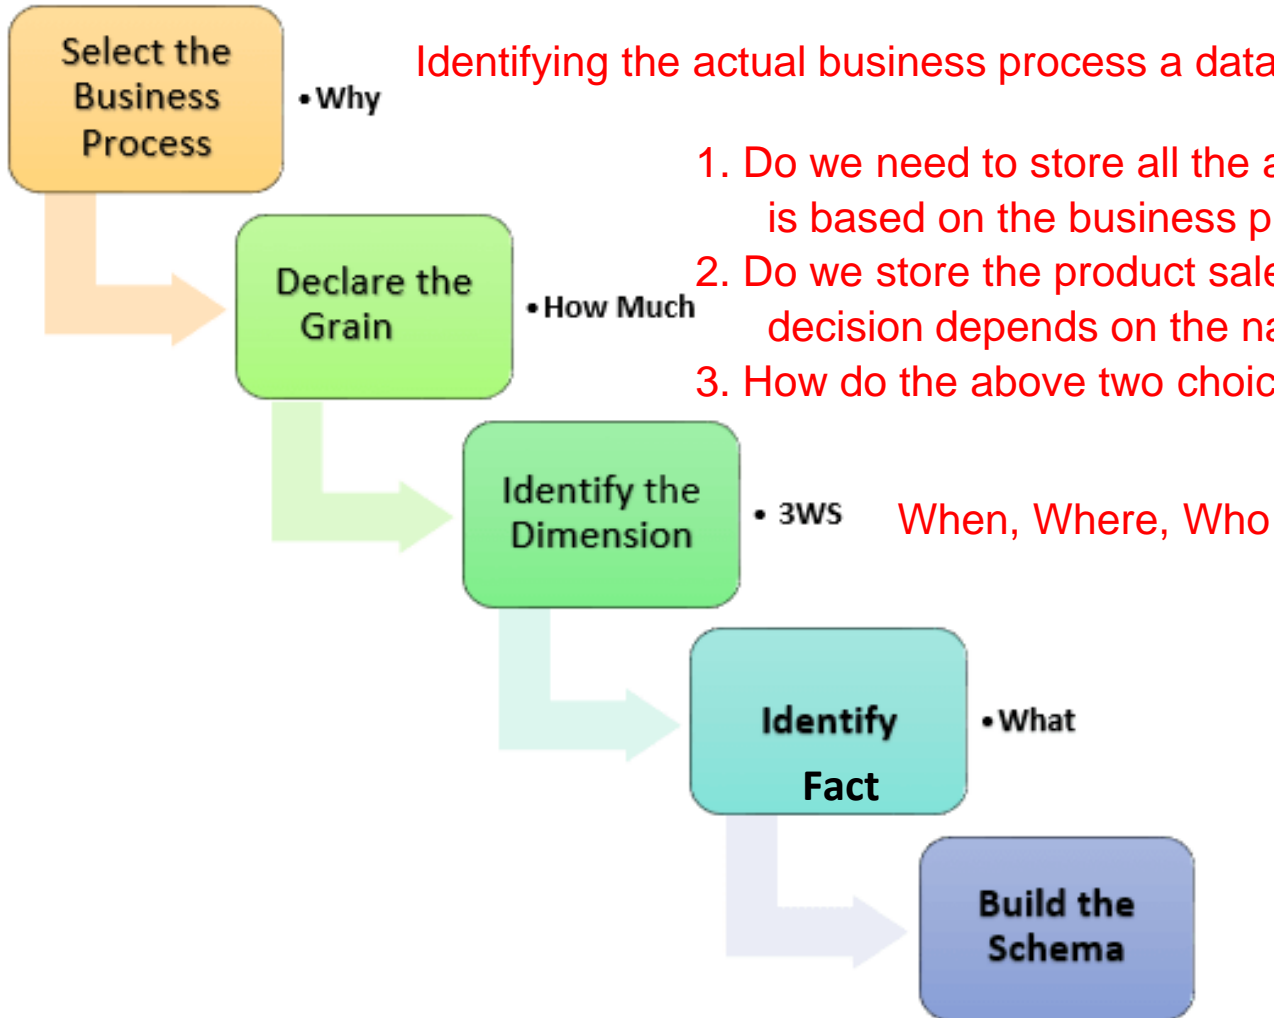 Select the
Business
Process
• Why
Identifying the actual business process a data
1. Do we need to store all the
is based on the business
2. Do we store the product
decision depends on the
3. How do the above two
Declare the
Grain
• How Much
Identify the
Dimension
• 3WS
When, Where, Who
Identify
Fact
• What
Build the
Schema